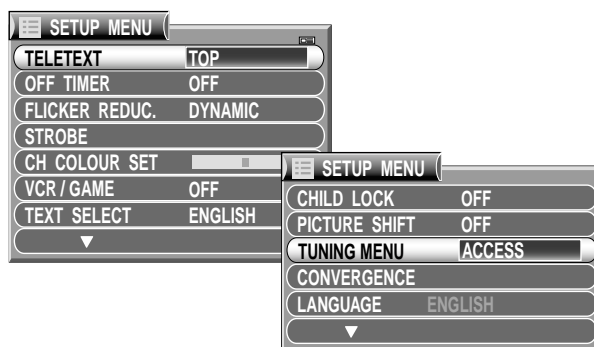 SETUP MENU
TELETEXT TOP
OFF TIMER OFF
FLICKER REDUC. DYNAMIC
STROBE
CH COLOUR SET
VCR / GAME OFF
TEXT SELECT ENGLISH
SETUP MENU
CHILD LOCK OFF
PICTURE SHIFT OFF
TUNING MENU ACCESS
CONVERGENCE
LANGUAGE ENGLISH